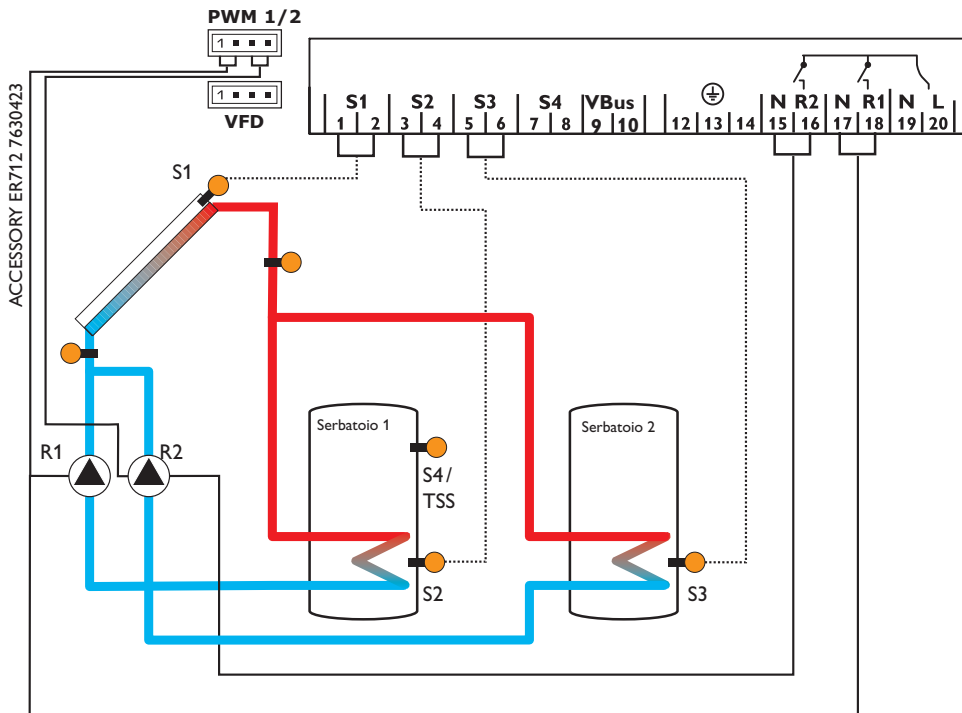 PWM 1/2
1
1
VFD
ACCESSORY ER712 7630423
S1 S2 S3 S4 VBus N R2 N R1 N L
1 2 3 4 5 6 7 8 9 10 12 13 14 15 16 17 18 19 20
S1
Serbatoio 1
Serbatoio 2
R1
R2
S4/
TSS
S2
S3